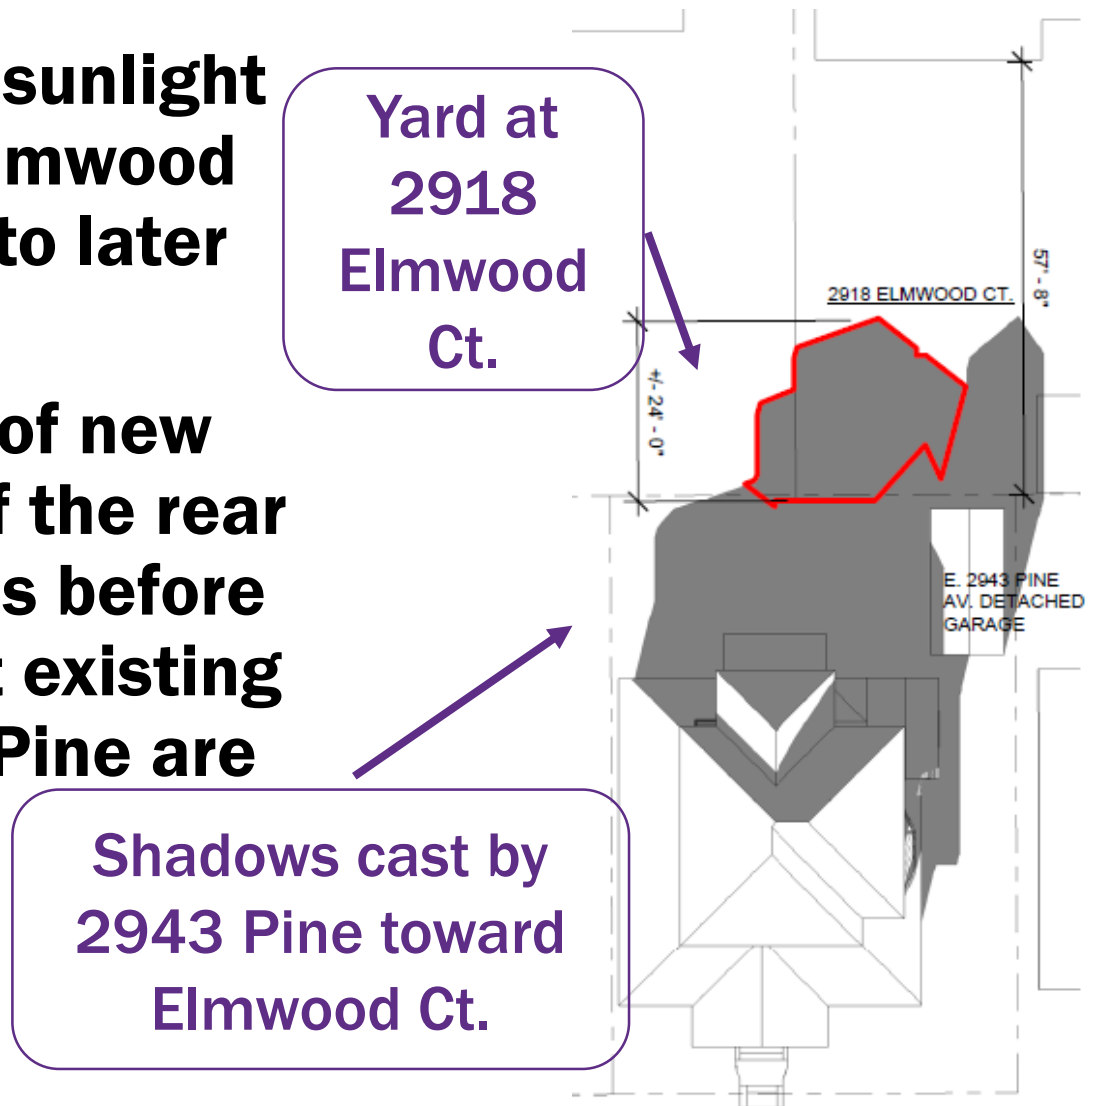 sunlight
lmwood
to later
of new
f the rear
s before
t existing
Pine are
Yard at
2918
Elmwood
Ct.
Shadows cast by
2943 Pine toward
Elmwood Ct.
2918 ELMWOOD CT.
57' - 8"
+/- 24' - 0"
E. 2943 PINE
AV. DETACHED
GARAGE